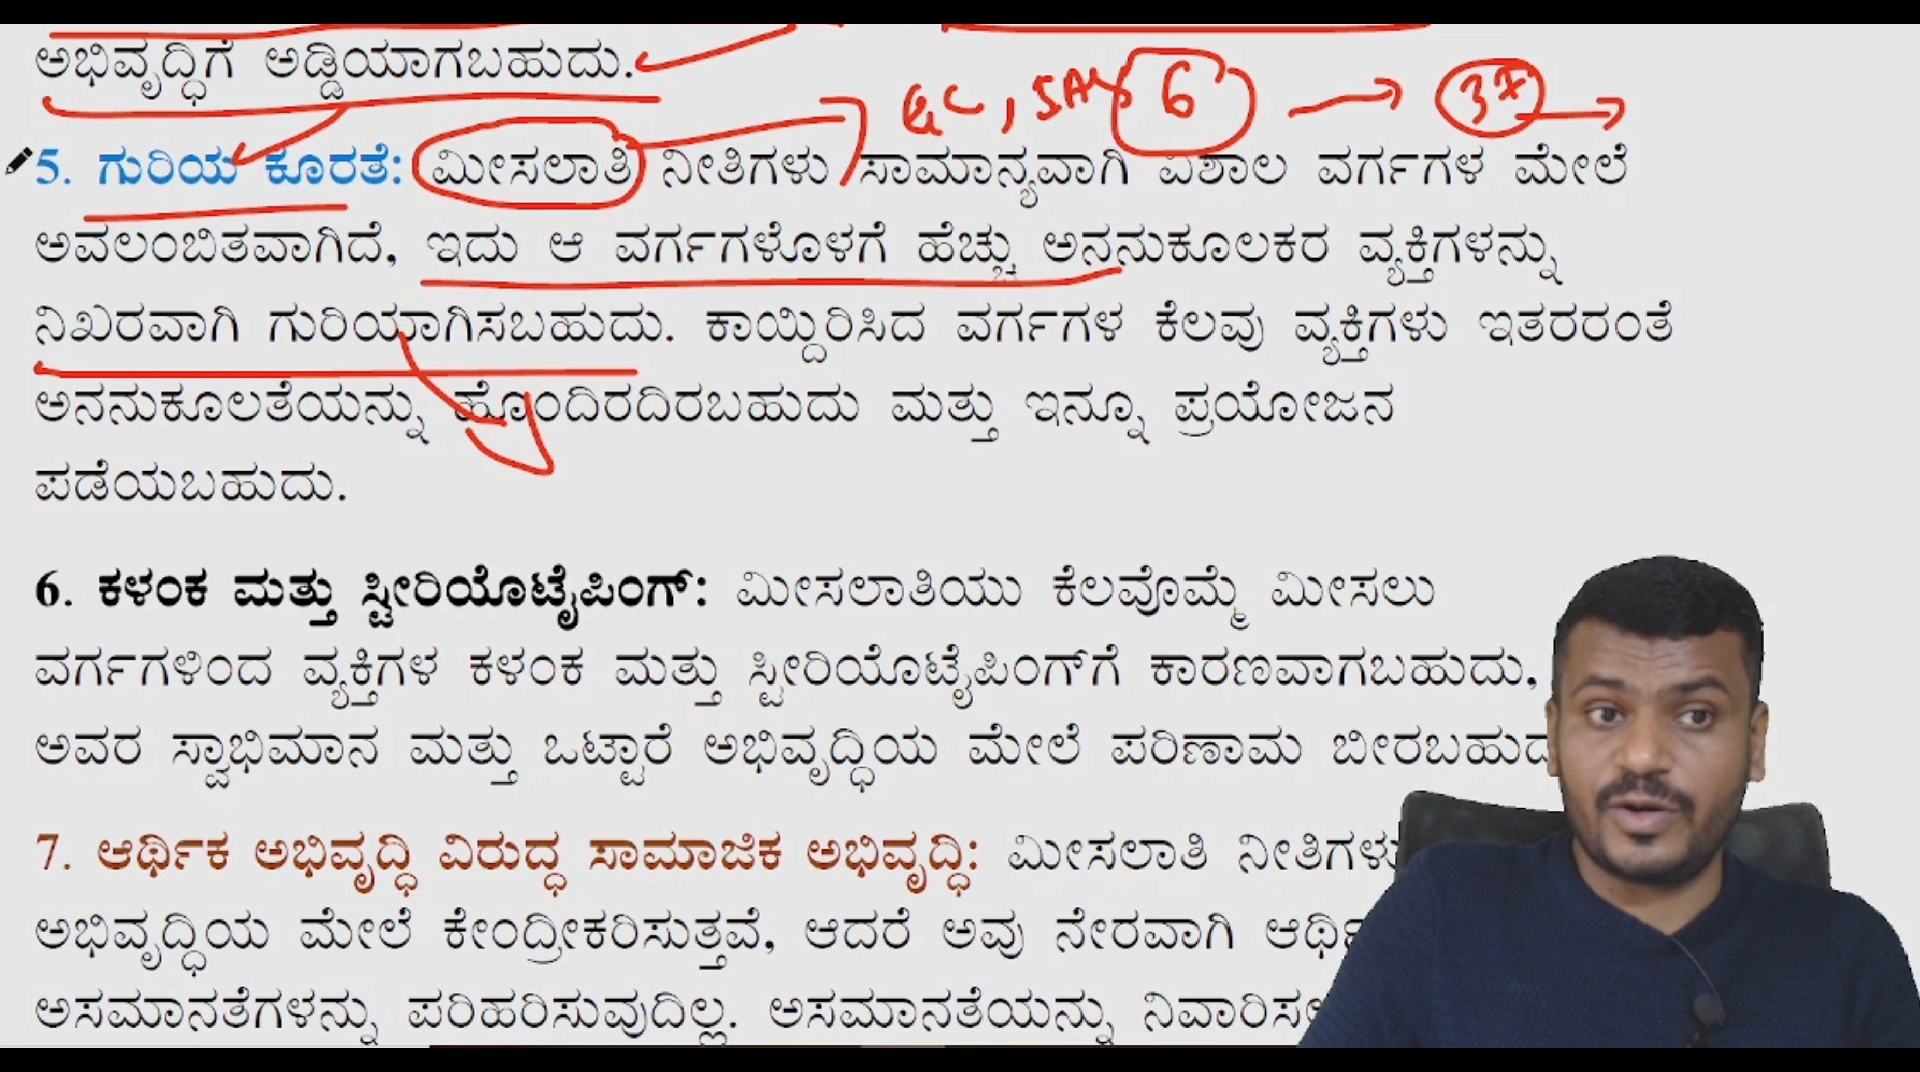 ಅಭಿವೃದ್ಧಿಗೆ ಅಡ್ಡಿಯಾಗಬಹುದು.
6 → 37 →
5. ಗುರಿಯ ಕೊರತೆ: ಮೀಸಲಾತಿ ನೀತಿಗಳು ಸಾಮಾನ್ಯವಾಗಿ ವಿಶಾಲ ವರ್ಗಗಳ ಮೇಲೆ
ಅವಲಂಬಿತವಾಗಿದೆ, ಇದು ಆ ವರ್ಗಗಳೊಳಗೆ ಹೆಚ್ಚು ಅನನುಕೂಲಕರ ವ್ಯಕ್ತಿಗಳನ್ನು
ನಿಖರವಾಗಿ ಗುರಿಯಾಗಿಸಬಹುದು. ಕಾಯ್ದಿರಿಸಿದ ವರ್ಗಗಳ ಕೆಲವು ವ್ಯಕ್ತಿಗಳು ಇತರರಂತೆ
ಅನನುಕೂಲತೆಯನ್ನು ಹೊಂದಿರದಿರಬಹುದು ಮತ್ತು ಇನ್ನೂ ಪ್ರಯೋಜನ
ಪಡೆಯಬಹುದು.
6. ಕಳಂಕ ಮತ್ತು ಸ್ಟೀರಿಯೊಟೈಪಿಂಗ್: ಮೀಸಲಾತಿಯು ಕೆಲವೊಮ್ಮೆ ಮೀಸಲು
ವರ್ಗಗಳಿಂದ ವ್ಯಕ್ತಿಗಳ ಕಳಂಕ ಮತ್ತು ಸ್ಟೀರಿಯೊಟೈಪಿಂಗ್‌ಗೆ ಕಾರಣವಾಗಬಹುದು,
ಅವರ ಸ್ವಾಭಿಮಾನ ಮತ್ತು ಒಟ್ಟಾರೆ ಅಭಿವೃದ್ಧಿಯ ಮೇಲೆ ಪರಿಣಾಮ
7. ಆರ್ಥಿಕ ಅಭಿವೃದ್ಧಿ ವಿರುದ್ಧ ಸಾಮಾಜಿಕ ಅಭಿವೃದ್ಧಿ: ಮೀಸಲಾತಿ ನೀತಿಗಳು
ಅಭಿವೃದ್ಧಿಯ ಮೇಲೆ ಕೇಂದ್ರೀಕರಿಸುತ್ತವೆ, ಆದರೆ ಅವು ನೇರವಾಗಿ
ಅಸಮಾನತೆಗಳನ್ನು ಪರಿಹರಿಸುವುದಿಲ್ಲ. ಅಸಮಾನತೆಯನ್ನು